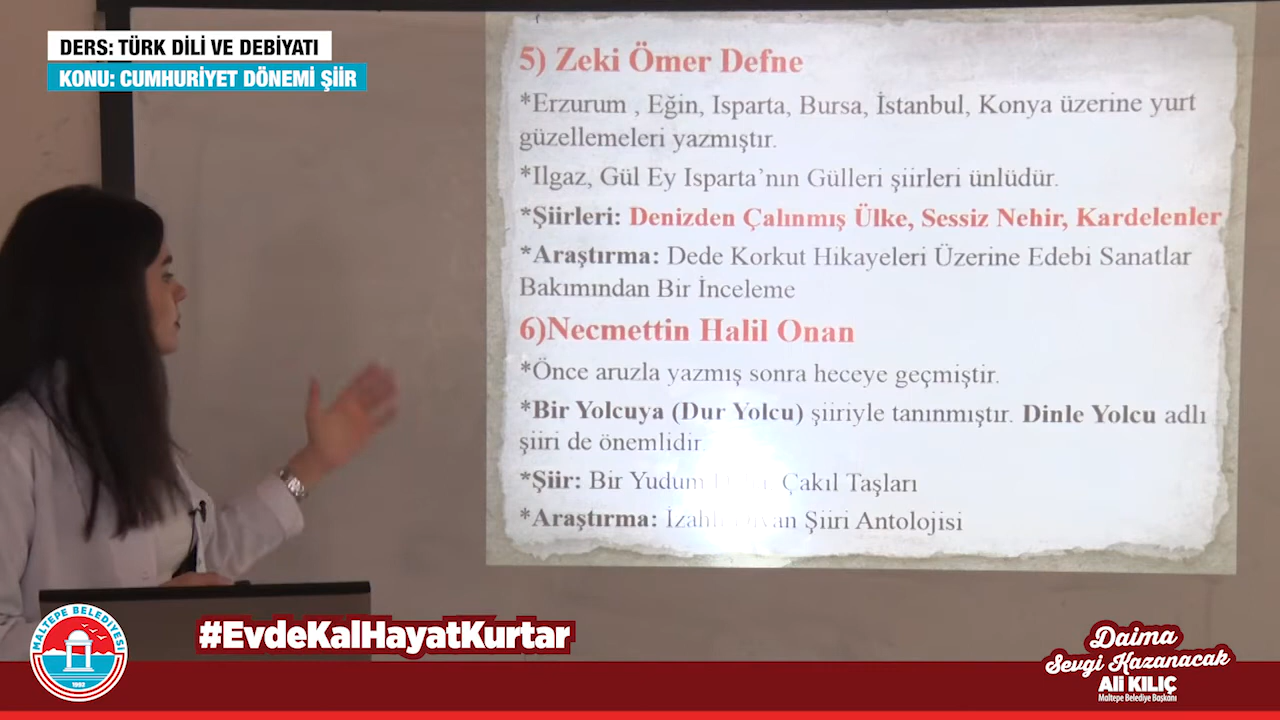 DERS: TÜRK DİLİ VE DEBİYATI
KONU: CUMHURİYET DÖNEMİ ŞİİR
5) Zeki Ömer Defne
*Erzurum , Eğin, Isparta, Bursa, İstanbul, Konya üzerine yurt
güzellemeleri yazmıştır.
*Ilgaz, Gül Ey Isparta'nın Gülleri şiirleri ünlüdür.
*Şiirleri: Denizden Çalınmış Ülke, Sessiz Nehir, Kardelenler
*Araştırma: Dede Korkut Hikayeleri Üzerine Edebi Sanatlar
Bakımından Bir İnceleme
6)Necmettin Halil Onan
*Önce aruzla yazmış sonra heceye geçmiştir.
*Bir Yolcuya (Dur Yolcu) şiiriyle tanınmıştır. Dinle Yolcu adlı
şiiri de önemlidir.
*Şiir: Bir Yudum Çakıl Taşları
*Araştırma: Şiiri Antolojisi
MALTEPE BELEDİYESİ
1992
#EvdeKalHayatKurtar
Daima
Sevgi Kazanacak
Ali KILIÇ
Maltepe Belediye Başkanı